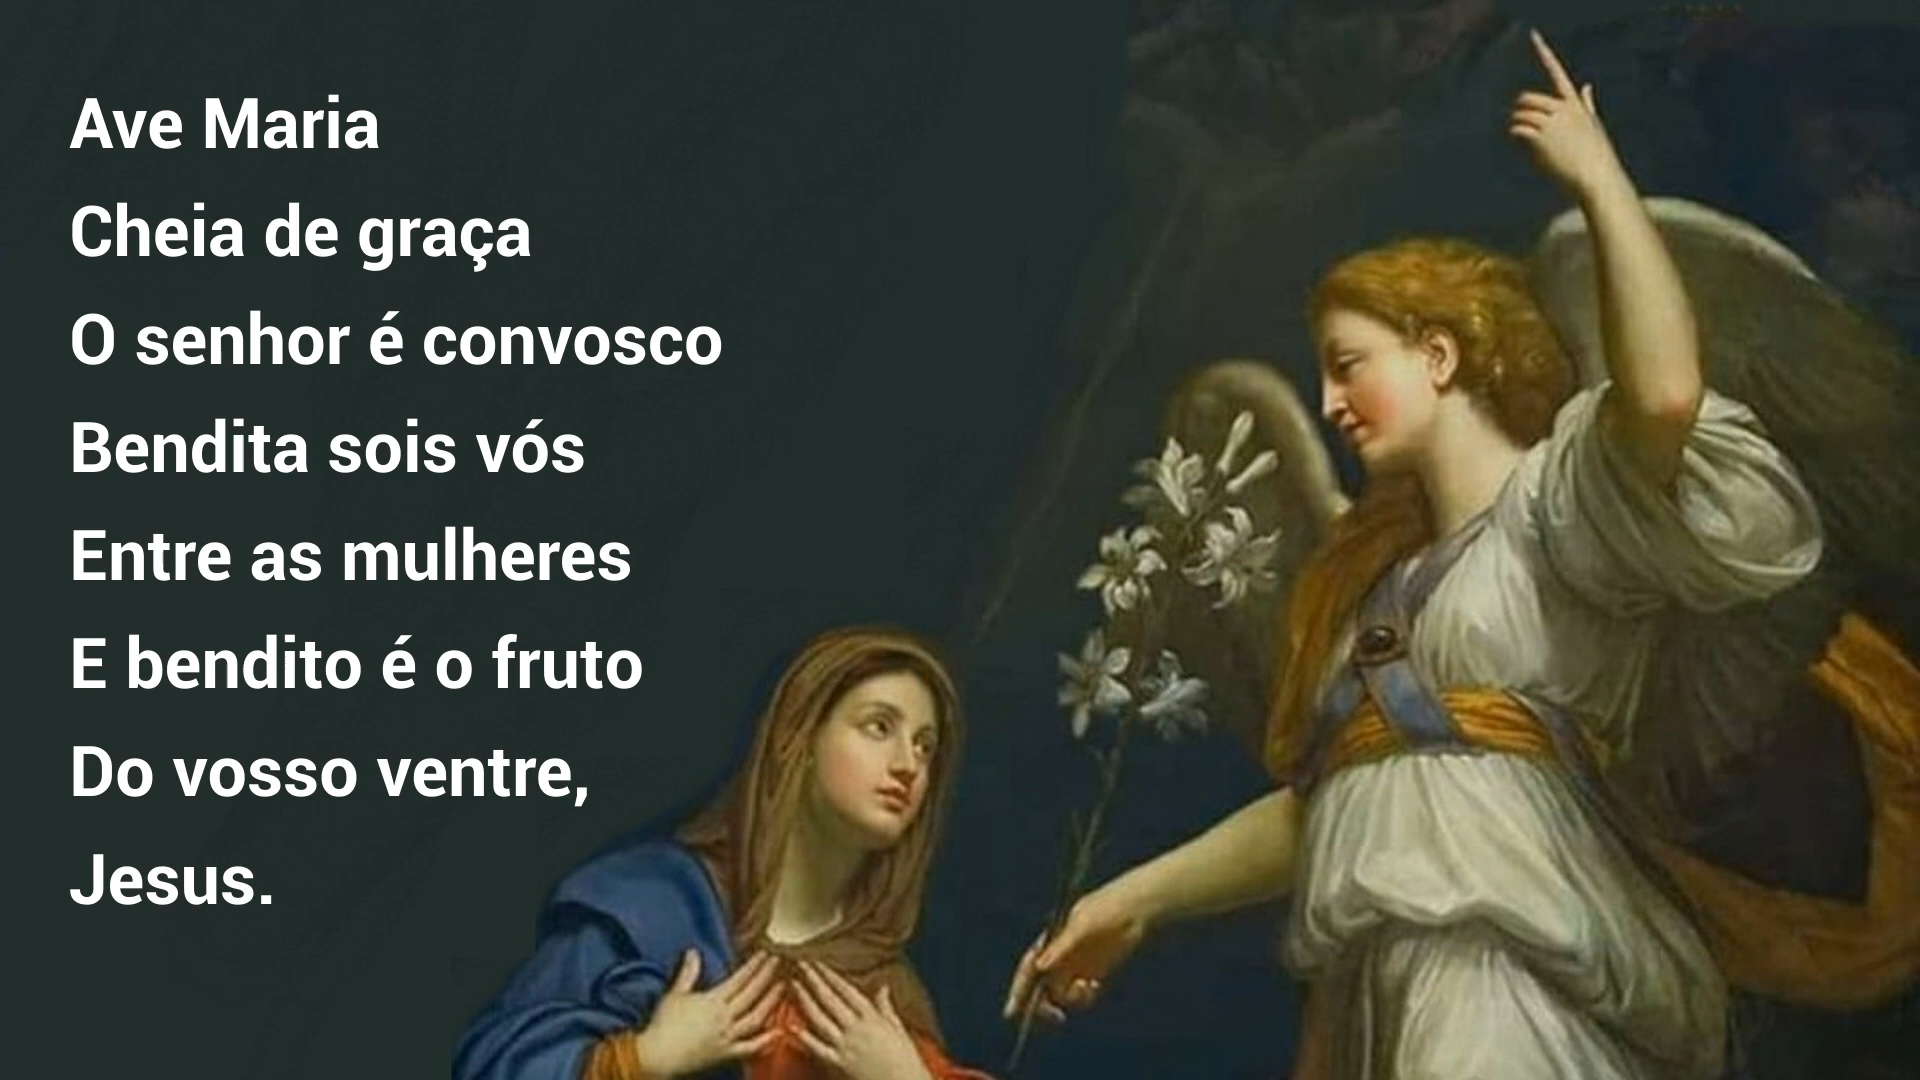 Ave Maria
Cheia de graça
O senhor é convosco
Bendita sois vós
Entre as mulheres
E bendito é o fruto
Do vosso ventre,
Jesus.